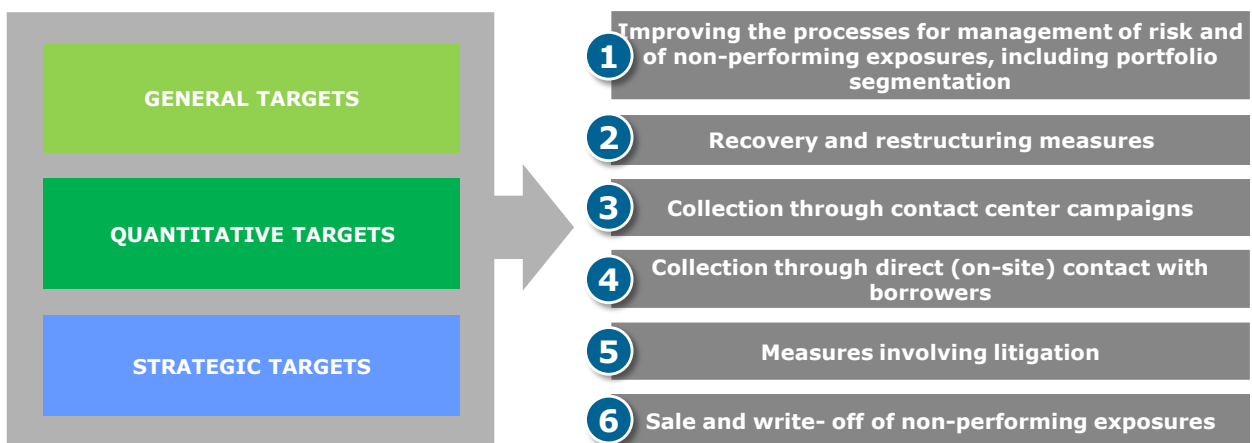 GENERAL TARGETS
QUANTITATIVE TARGETS
STRATEGIC TARGETS
1
Improving the processes for management of risk and
of non-performing exposures, including portfolio
segmentation
2
Recovery and restructuring measures
3
Collection through contact center campaigns
4
Collection through direct (on-site) contact with
borrowers
5
Measures involving litigation
6
Sale and write- off of non-performing exposures